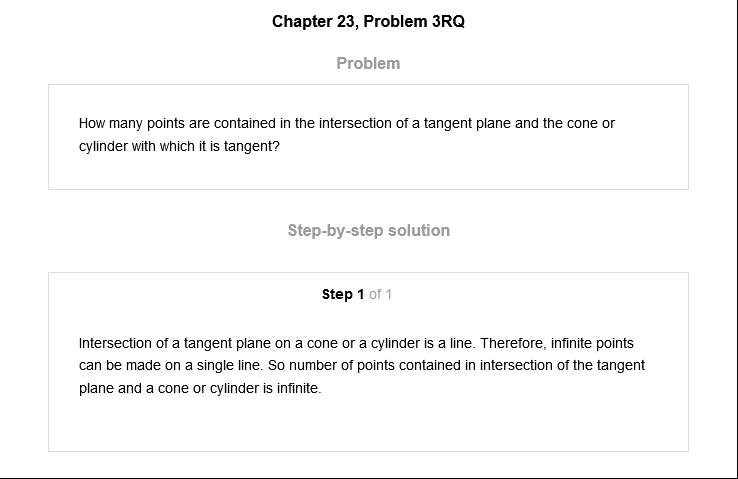 Chapter 23, Problem 3RQ
Problem
How many points are contained in the intersection of a tangent plane and the cone or
cylinder with which it is tangent?
Step-by-step solution
Step 1 of 1
Intersection of a tangent plane on a cone or a cylinder is a line. Therefore, infinite points
can be made on a single line. So number of points contained in intersection of the tangent
plane and a cone or cylinder is infinite.